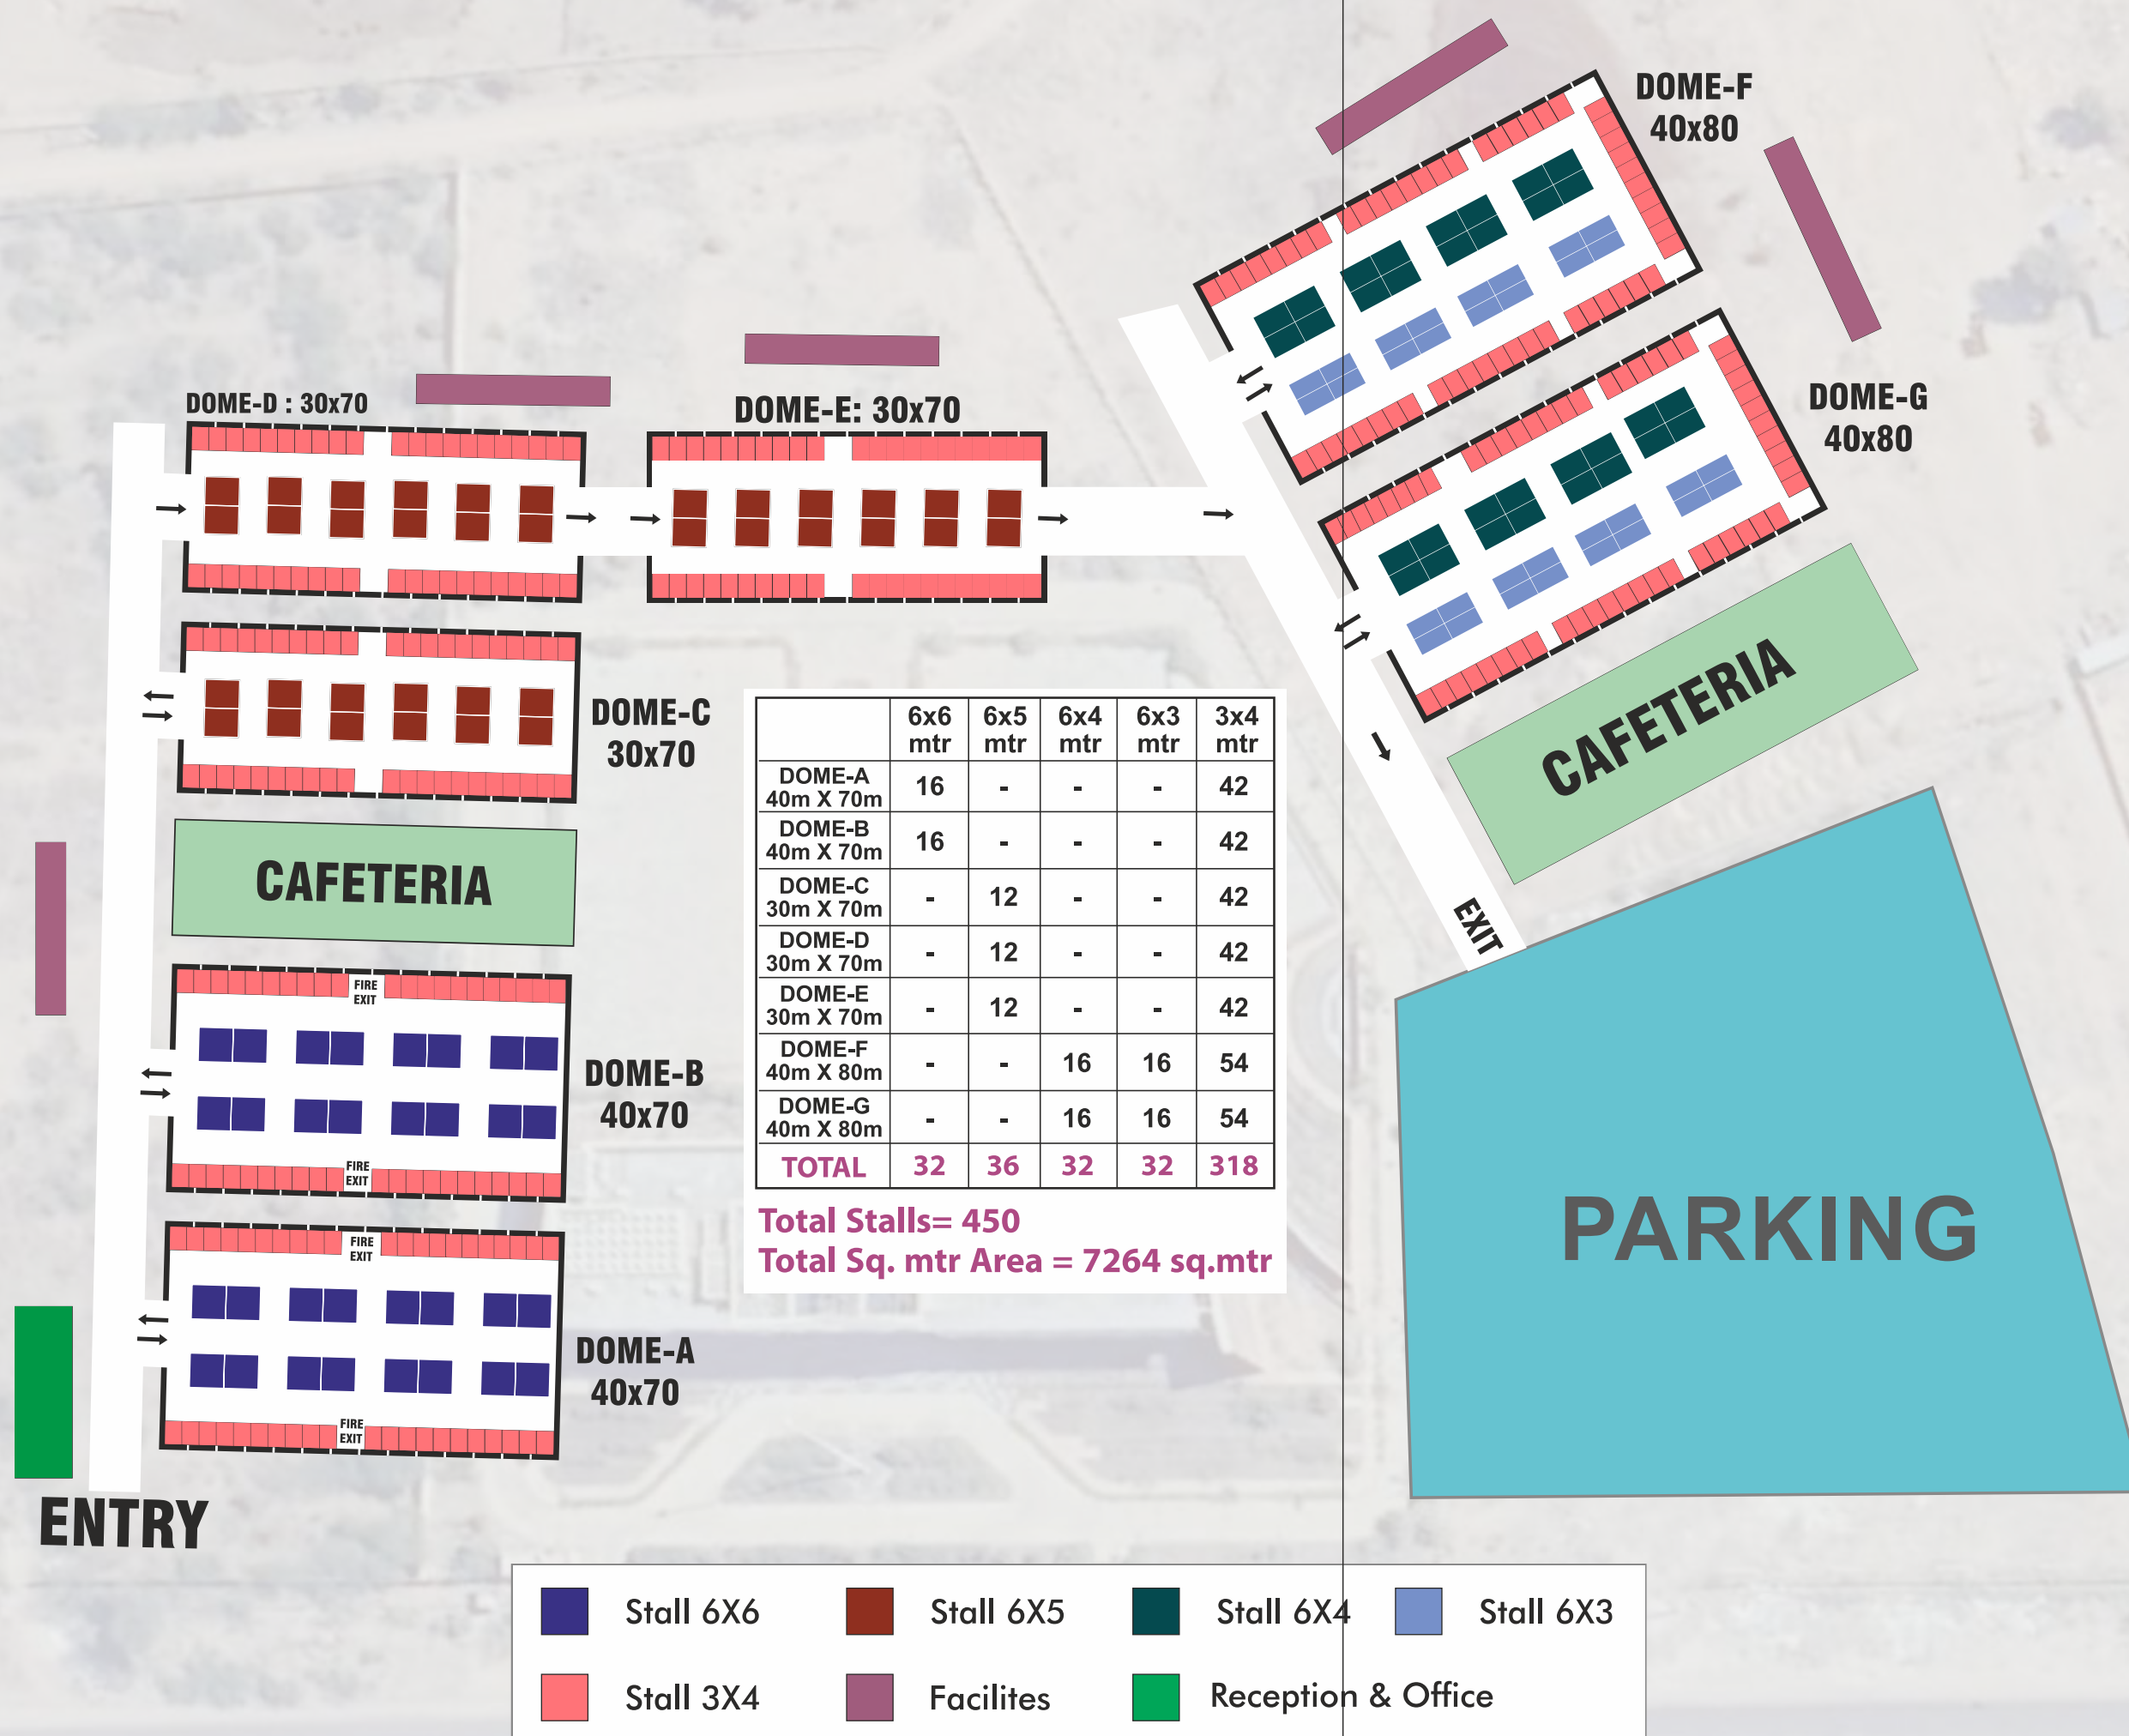 DOME-F
40x80
DOME-G
40x80
DOME-D : 30x70
DOME-E: 30x70
DOME-C
30x70
CAFETERIA
CAFETERIA
EXIT
FIRE
EXIT
FIRE
EXIT
DOME-B
40x70
FIRE
EXIT
FIRE
EXIT
DOME-A
40x70
ENTRY
PARKING
6x6 6x5 6x4 6x3 3x4
mtr mtr mtr mtr mtr
DOME-A
40m X 70m 16 - - - 42
DOME-B
40m X 70m 16 - - - 42
DOME-C
30m X 70m - 12 - - 42
DOME-D
30m X 70m - 12 - - 42
DOME-E
30m X 70m - 12 - - 42
DOME-F
40m X 80m - - 16 16 54
DOME-G
40m X 80m - - 16 16 54
TOTAL 32 36 32 32 318
Total Stalls= 450
Total Sq. mtr Area = 7264 sq.mtr
Stall 6X6 Stall 6X5 Stall 6X4 Stall 6X3
Stall 3X4 Facilites Reception & Office